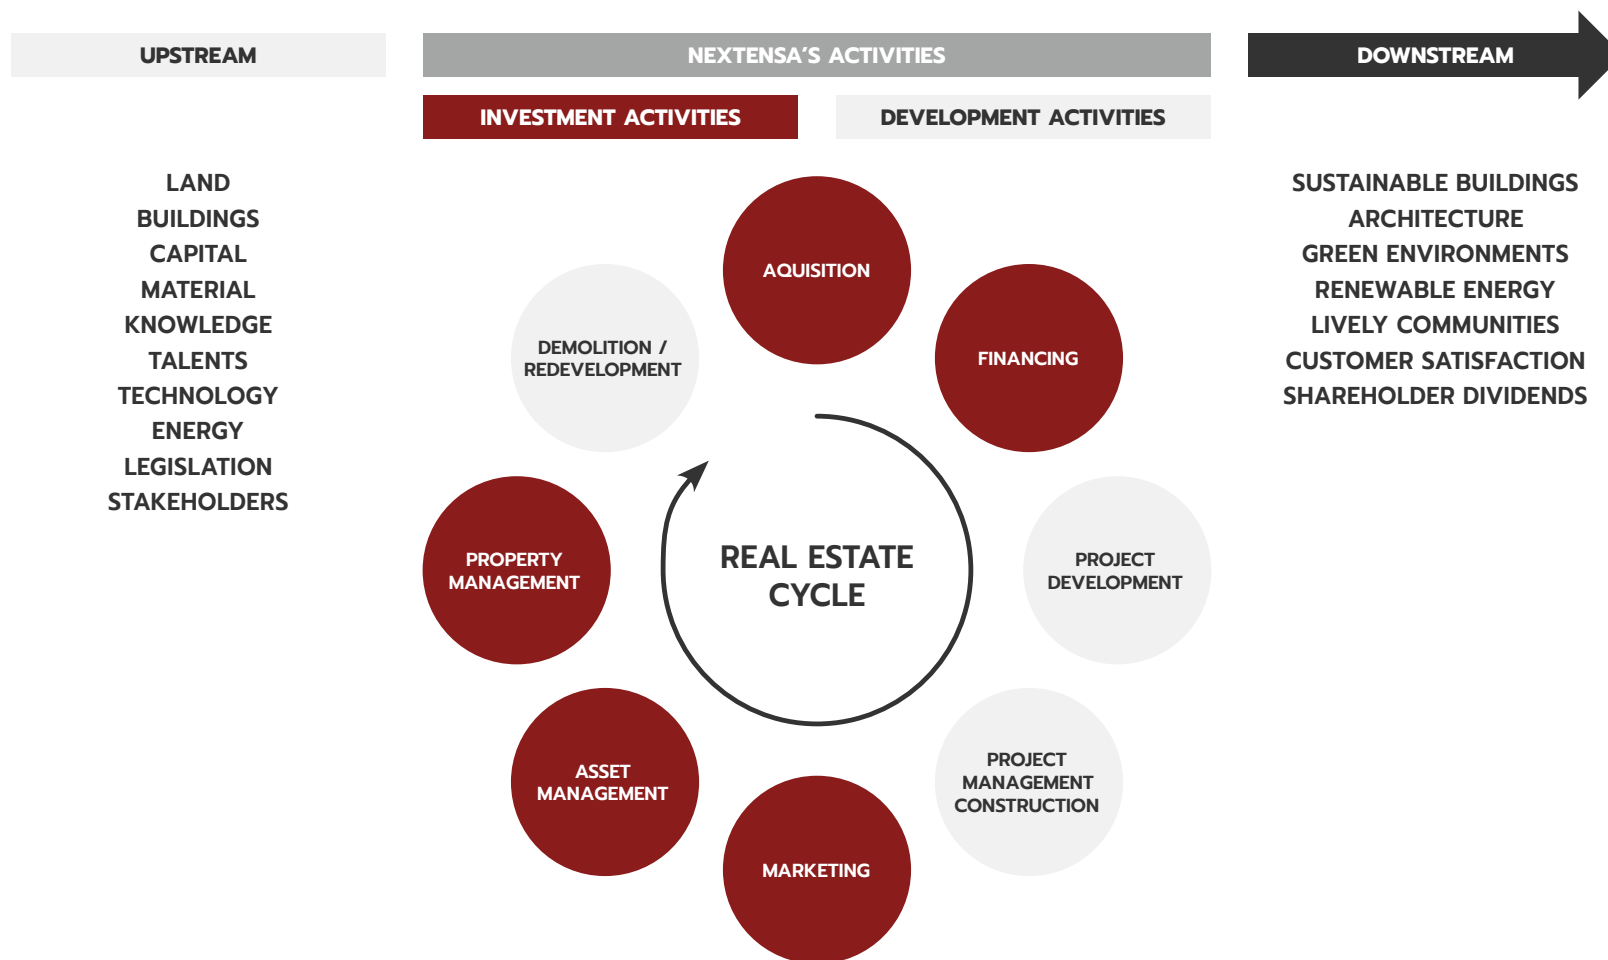 UPSTREAM
NEXTENSA’S ACTIVITIES
DOWNSTREAM
INVESTMENT ACTIVITIES
DEVELOPMENT ACTIVITIES
LAND
BUILDINGS
CAPITAL
MATERIAL
KNOWLEDGE
TALENTS
TECHNOLOGY
ENERGY
LEGISLATION
STAKEHOLDERS
AQUISITION
FINANCING
PROJECT
DEVELOPMENT
PROJECT
MANAGEMENT
CONSTRUCTION
MARKETING
ASSET
MANAGEMENT
PROPERTY
MANAGEMENT
DEMOLITION /
REDEVELOPMENT
REAL ESTATE
CYCLE
SUSTAINABLE BUILDINGS
ARCHITECTURE
GREEN ENVIRONMENTS
RENEWABLE ENERGY
LIVELY COMMUNITIES
CUSTOMER SATISFACTION
SHAREHOLDER DIVIDENDS